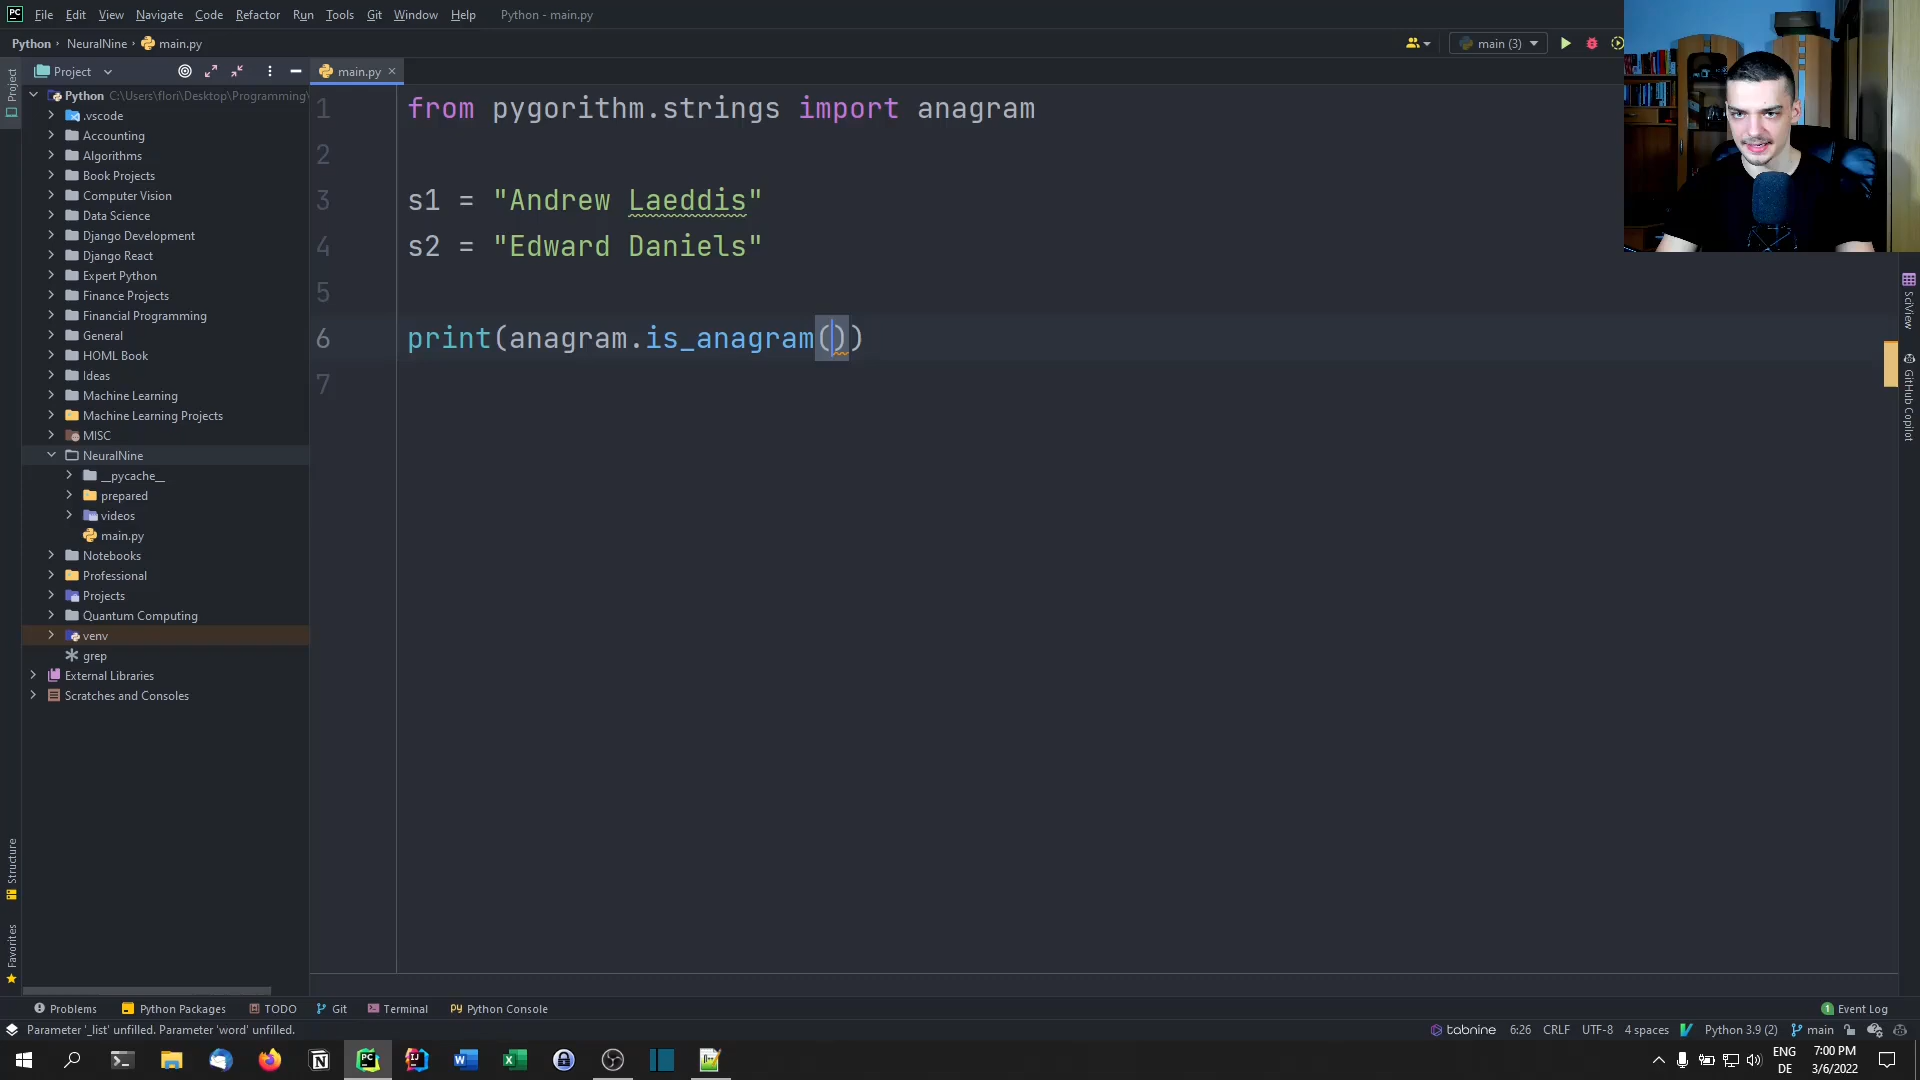 File Edit View Navigate Code Refactor Run Tools Git Window Help Python - main.py
Python NeuralNine main.py
main (3)
Project
main.py
Python C:\Users\flori\Desktop\Programming\
.vscode
Accounting
Algorithms
Book Projects
Computer Vision
Data Science
Django Development
Django React
Expert Python
Finance Projects
Financial Programming
General
HOML Book
Ideas
Machine Learning
Machine Learning Projects
MISC
NeuralNine
__pycache__
prepared
videos
main.py
Notebooks
Professional
Projects
Quantum Computing
venv
grep
External Libraries
Scratches and Consoles
Project
Structure
Favorites
1 from pygorithm.strings import anagram
2
3 s1 = "Andrew Laeddis"
4 s2 = "Edward Daniels"
5
6 print(anagram.is_anagram())
7
SciView
GitHub Copilot
Problems Python Packages TODO Git Terminal Python Console Event Log
Parameter '_list' unfilled. Parameter 'word' unfilled. tabnine 6:26 CRLF UTF-8 4 spaces Python 3.9 (2) main
ENG 7:00 PM
DE 3/6/2022